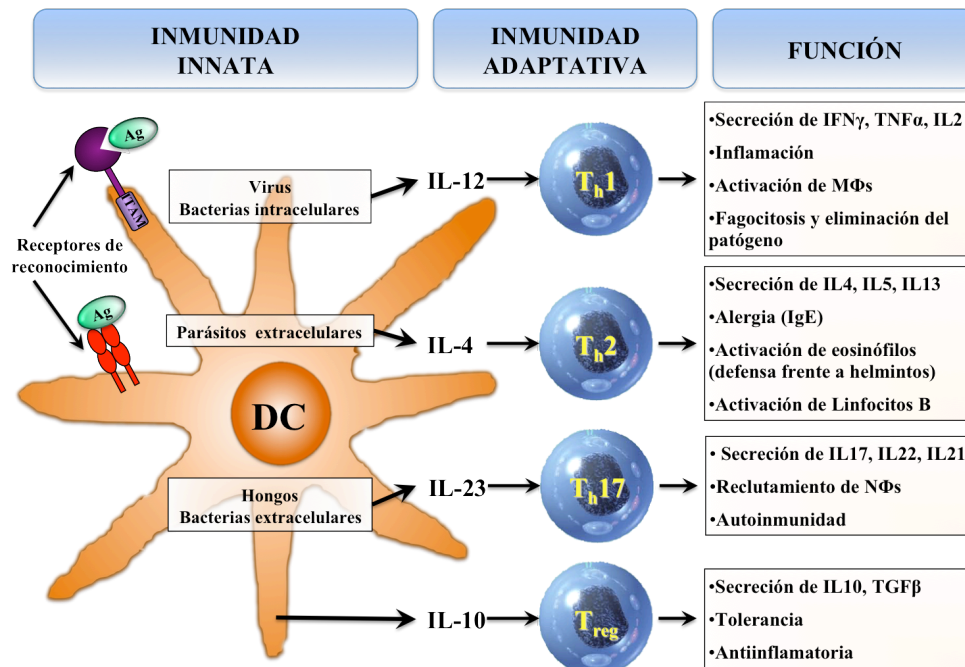 INMUNIDAD
INNATA
INMUNIDAD
ADAPTATIVA
FUNCIÓN
Ag
ITAM
Receptores de
reconocimiento
Ag
DC
Virus
Bacterias intracelulares
IL-12
Th1
•Secreción de IFNγ, TNFα, IL2
•Inflamación
•Activación de MΦs
•Fagocitosis y eliminación del
patógeno
Parásitos extracelulares
IL-4
Th2
•Secreción de IL4, IL5, IL13
•Alergia (IgE)
•Activación de eosinófilos
(defensa frente a helmintos)
•Activación de Linfocitos B
Hongos
Bacterias extracelulares
IL-23
Th17
• Secreción de IL17, IL22, IL21
•Reclutamiento de NΦs
•Autoinmunidad
IL-10
Treg
•Secreción de IL10, TGFβ
•Tolerancia
•Antiinflamatoria